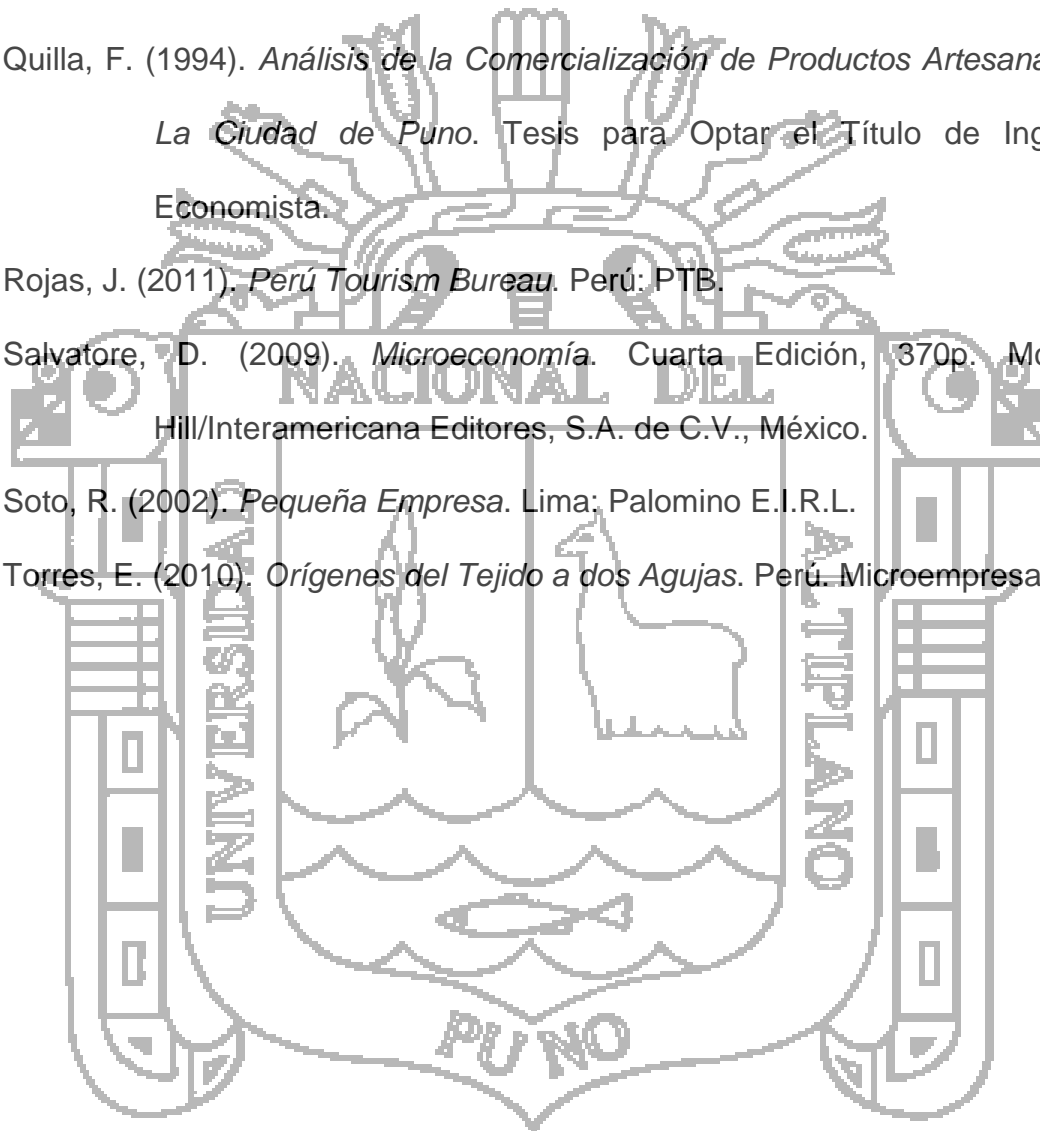 Quilla, F. (1994). Análisis de la Comercialización de Productos Artesana
La Ciudad de Puno. Tesis para Optar el Título de Ing
Economista.
Rojas, J. (2011). Perú Tourism Bureau. Perú: PTB.
Salvatore, D. (2009). Microeconomía. Cuarta Edición, 370p. Mc
NACIONAL DEL
Hill/Interamericana Editores, S.A. de C.V., México.
Soto, R. (2002). Pequeña Empresa. Lima: Palomino E.I.R.L.
Torres, E. (2010). Orígenes del Tejido a dos Agujas. Perú. Microempresa
UNIVERSIDAD
ALTIPLANO
PUNO